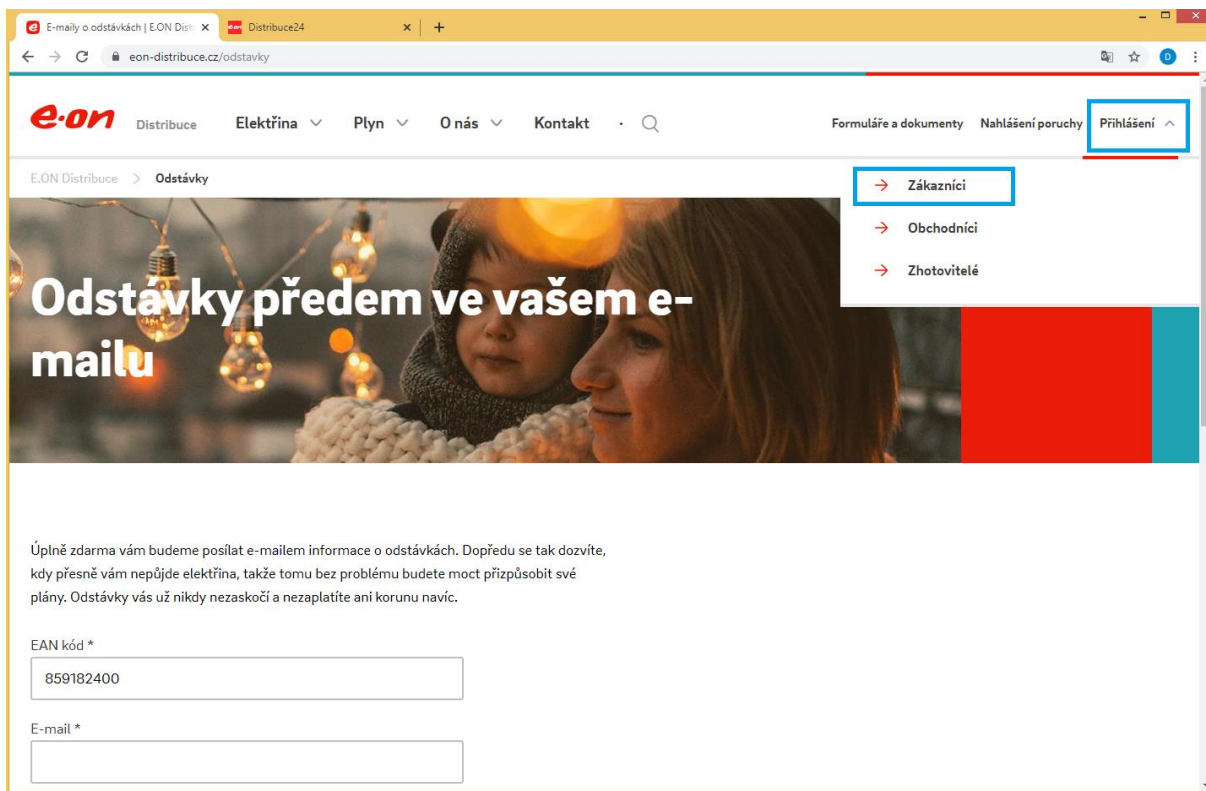 E-maily o odstávkách | E.ON Dist
Distribuce24
eon-distribuce.cz/odstavky
D
e·on Distribuce Elektřina Plyn O nás Kontakt · Formuláře a dokumenty Nahlášení poruchy Přihlášení
E.ON Distribuce > Odstávky
Zákazníci
Obchodníci
Zhotovitelé
Odstávky předem ve vašem e-
mailu
Úplně zdarma vám budeme posílat e-mailem informace o odstávkách. Dopředu se tak dozvíte,
kdy přesně vám nepůjde elektřina, takže tomu bez problému budete moct přizpůsobit své
plány. Odstávky vás už nikdy nezaskočí a nezaplatíte ani korunu navíc.
EAN kód *
859182400
E-mail *